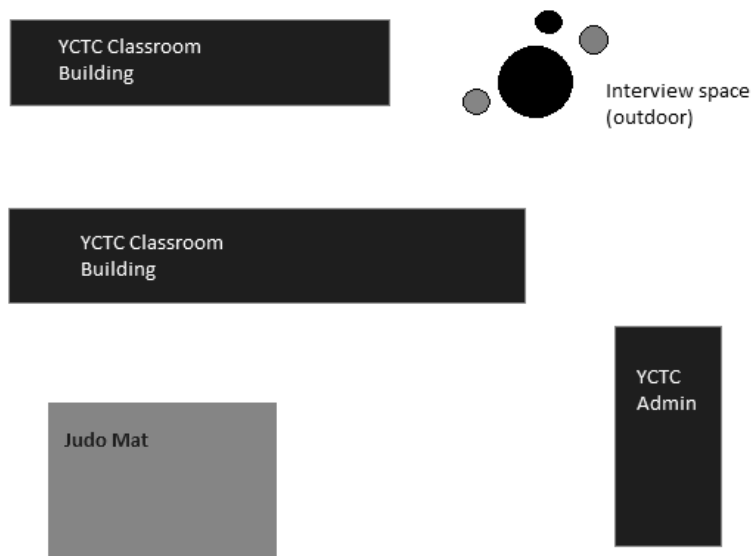 YCTC Classroom
Building
Interview space
(outdoor)
YCTC Classroom
Building
YCTC
Admin
Judo Mat